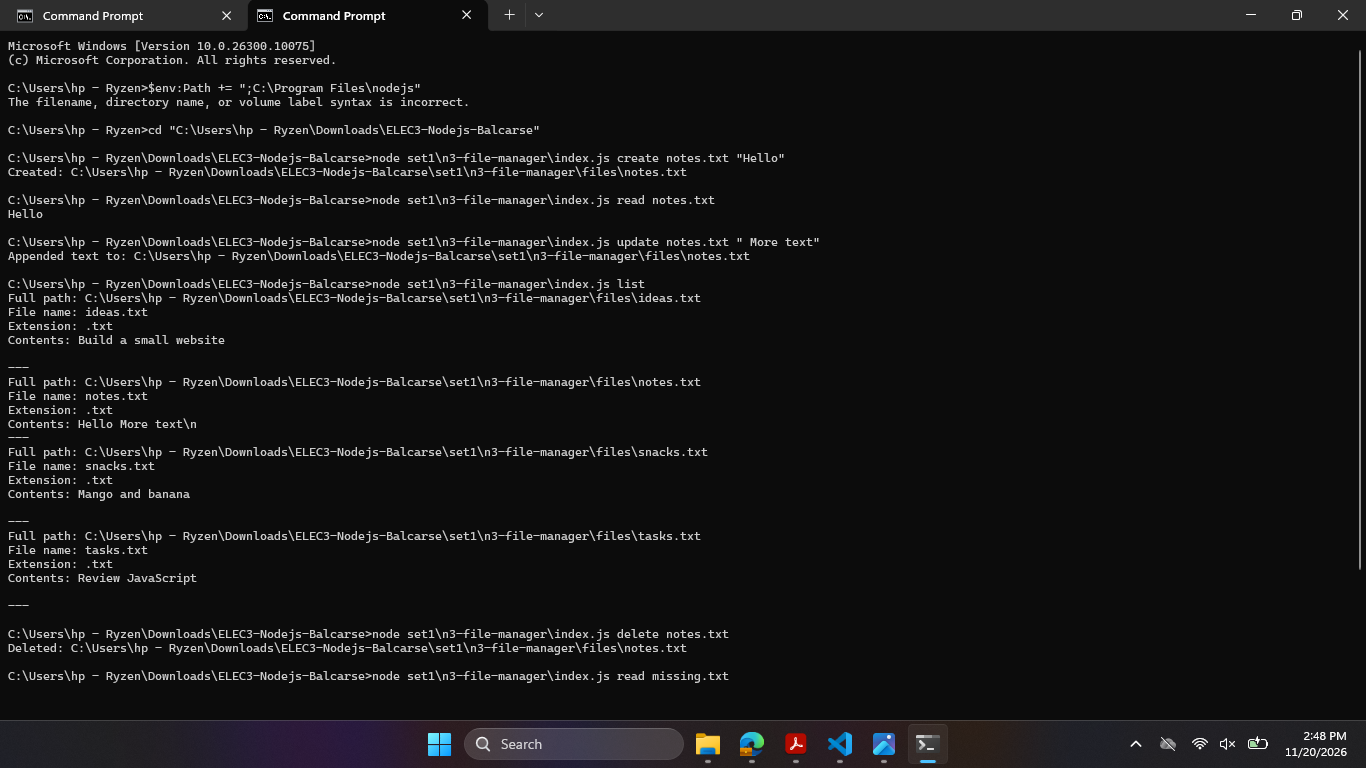 Command Prompt
Command Prompt
Microsoft Windows [Version 10.0.26300.10075]
(c) Microsoft Corporation. All rights reserved.
C:\Users\hp - Ryzen>$env:Path += ";C:\Program Files\nodejs"
The filename, directory name, or volume label syntax is incorrect.
C:\Users\hp - Ryzen>cd "C:\Users\hp - Ryzen\Downloads\ELEC3-Nodejs-Balcarse"
C:\Users\hp - Ryzen\Downloads\ELEC3-Nodejs-Balcarse>node set1\n3-file-manager\index.js create notes.txt "Hello"
Created: C:\Users\hp - Ryzen\Downloads\ELEC3-Nodejs-Balcarse\set1\n3-file-manager\files\notes.txt
C:\Users\hp - Ryzen\Downloads\ELEC3-Nodejs-Balcarse>node set1\n3-file-manager\index.js read notes.txt
Hello
C:\Users\hp - Ryzen\Downloads\ELEC3-Nodejs-Balcarse>node set1\n3-file-manager\index.js update notes.txt " More text"
Appended text to: C:\Users\hp - Ryzen\Downloads\ELEC3-Nodejs-Balcarse\set1\n3-file-manager\files\notes.txt
C:\Users\hp - Ryzen\Downloads\ELEC3-Nodejs-Balcarse>node set1\n3-file-manager\index.js list
Full path: C:\Users\hp - Ryzen\Downloads\ELEC3-Nodejs-Balcarse\set1\n3-file-manager\files\ideas.txt
File name: ideas.txt
Extension: .txt
Contents: Build a small website
---
Full path: C:\Users\hp - Ryzen\Downloads\ELEC3-Nodejs-Balcarse\set1\n3-file-manager\files\notes.txt
File name: notes.txt
Extension: .txt
Contents: Hello More text\n
---
Full path: C:\Users\hp - Ryzen\Downloads\ELEC3-Nodejs-Balcarse\set1\n3-file-manager\files\snacks.txt
File name: snacks.txt
Extension: .txt
Contents: Mango and banana
---
Full path: C:\Users\hp - Ryzen\Downloads\ELEC3-Nodejs-Balcarse\set1\n3-file-manager\files\tasks.txt
File name: tasks.txt
Extension: .txt
Contents: Review JavaScript
---
C:\Users\hp - Ryzen\Downloads\ELEC3-Nodejs-Balcarse>node set1\n3-file-manager\index.js delete notes.txt
Deleted: C:\Users\hp - Ryzen\Downloads\ELEC3-Nodejs-Balcarse\set1\n3-file-manager\files\notes.txt
C:\Users\hp - Ryzen\Downloads\ELEC3-Nodejs-Balcarse>node set1\n3-file-manager\index.js read missing.txt
Search
2:48 PM
11/20/2026